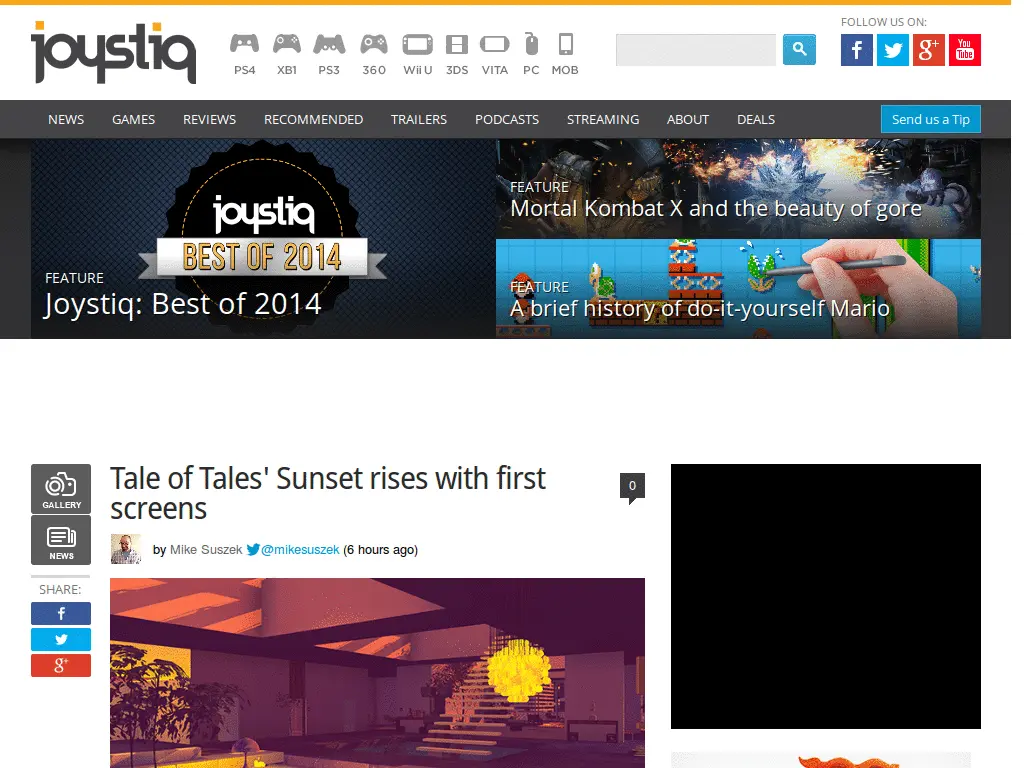 joystiq
PS4 XB1 PS3 360 Wii U 3DS VITA PC MOB
FOLLOW US ON:
f g+ You Tube
NEWS GAMES REVIEWS RECOMMENDED TRAILERS PODCASTS STREAMING ABOUT DEALS Send us a Tip
joystiq
BEST OF 2014
FEATURE
Joystiq: Best of 2014
FEATURE
Mortal Kombat X and the beauty of gore
FEATURE
A brief history of do-it-yourself Mario
GALLERY
NEWS
SHARE:
f
g+
Tale of Tales' Sunset rises with first
screens
0
by Mike Suszek @mikesuszek (6 hours ago)